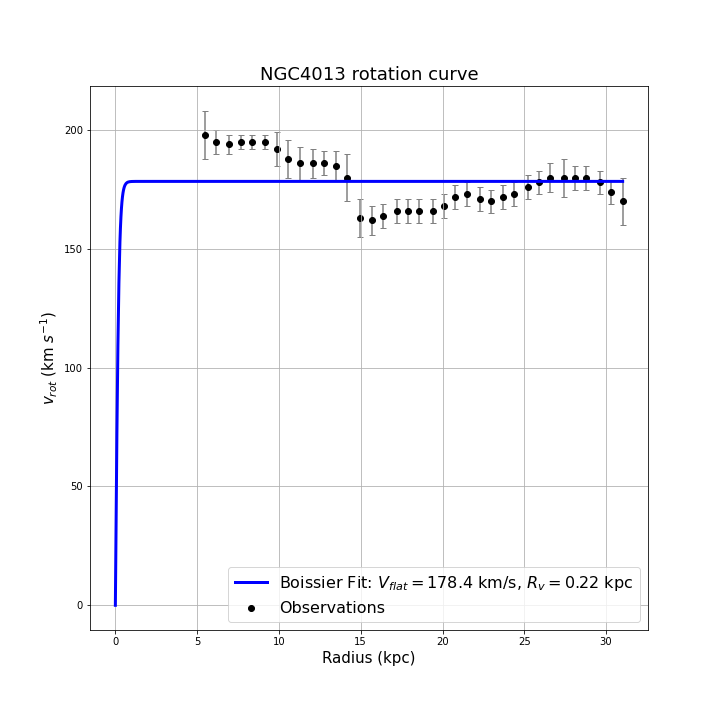 NGC4013 rotation curve
200
150
100
50
0
v_rot (km s⁻¹)
Boissier Fit: V_flat = 178.4 km/s, R_v = 0.22 kpc
Observations
0 5 10 15 20 25 30
Radius (kpc)